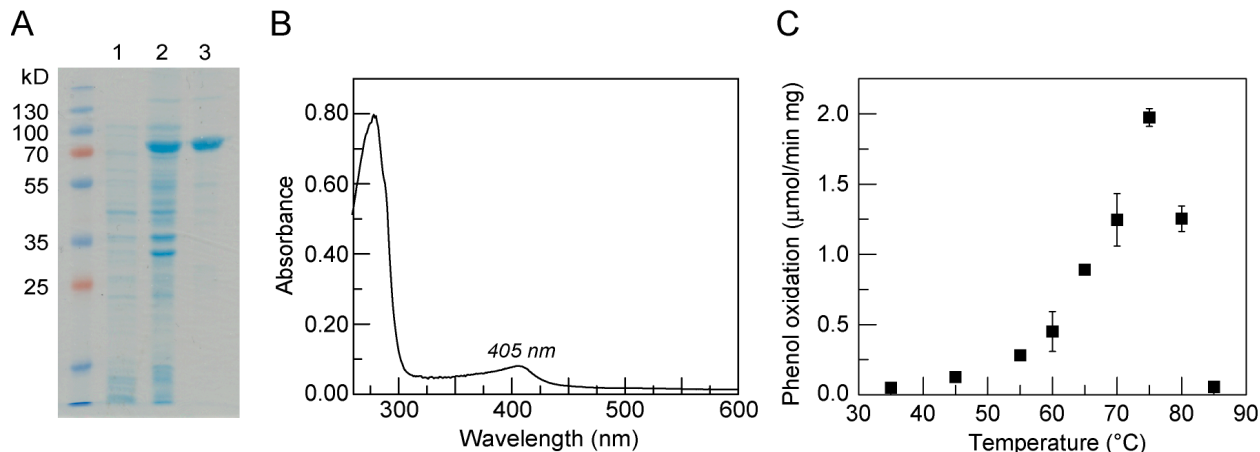 A
1 2 3
kD
130
100
70
55
35
25
B
Absorbance
0.80
0.60
0.40
0.20
0.00
405 nm
300 400 500 600
Wavelength (nm)
C
Phenol oxidation (μmol/min mg)
2.0
1.5
1.0
0.5
0.0
30 40 50 60 70 80 90
Temperature (°C)